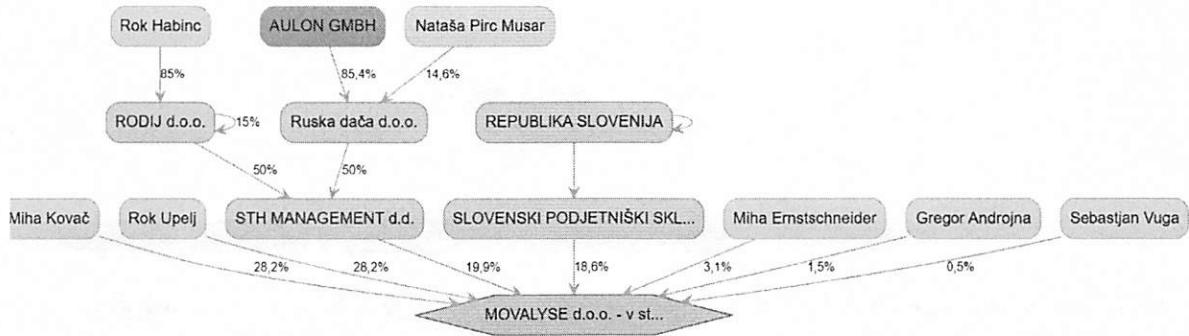 Rok Habinc
AULON GMBH
Nataša Pirc Musar
85%
85,4%
14,6%
RODIJ d.o.o.
15%
Ruska dača d.o.o.
REPUBLIKA SLOVENIJA
50%
50%
Miha Kovač
Rok Upelj
STH MANAGEMENT d.d.
SLOVENSKI PODJETNIŠKI SKL...
Miha Ernstschneider
Gregor Androjna
Sebastjan Vuga
28,2%
28,2%
19,9%
18,6%
3,1%
1,5%
0,5%
MOVALYSE d.o.o. - v st...